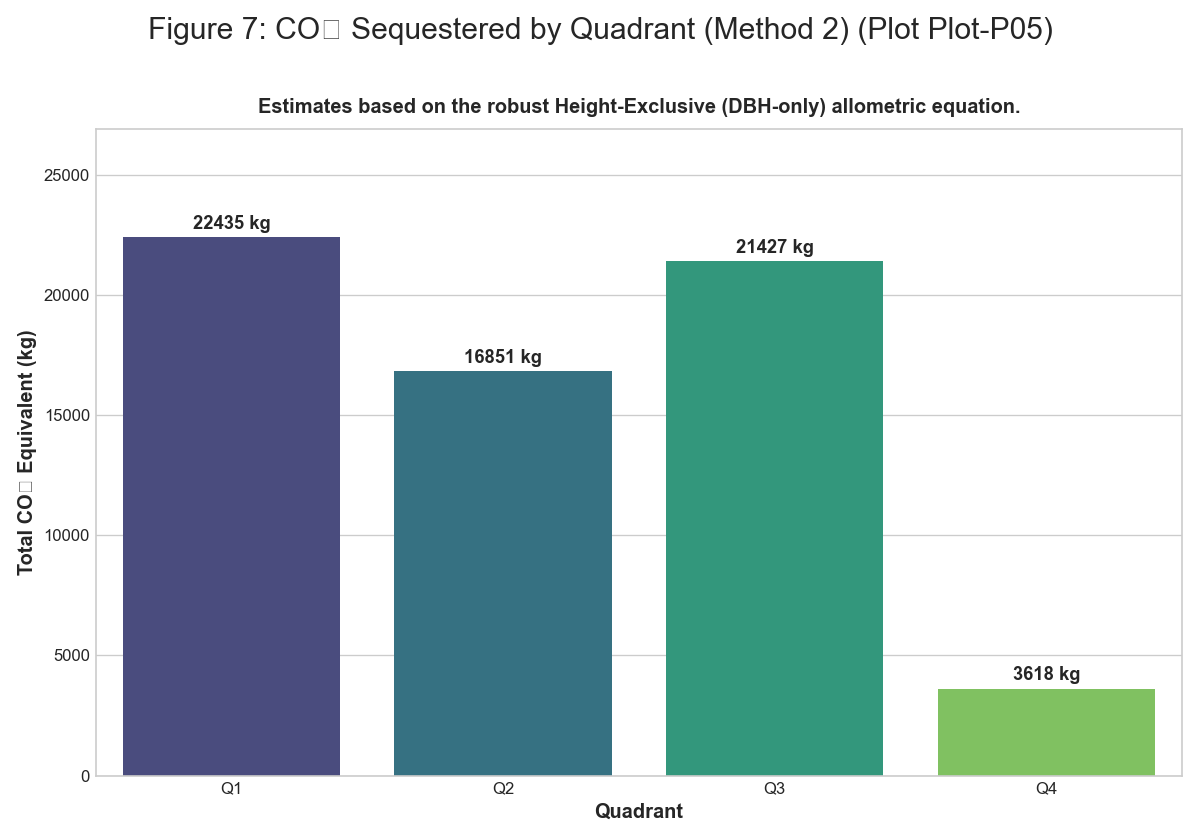 Figure 7: CO□ Sequestered by Quadrant (Method 2) (Plot Plot-P05)
Estimates based on the robust Height-Exclusive (DBH-only) allometric equation.
Total CO□ Equivalent (kg)
25000
20000
15000
10000
5000
0
22435 kg
16851 kg
21427 kg
3618 kg
Q1
Q2
Q3
Q4
Quadrant